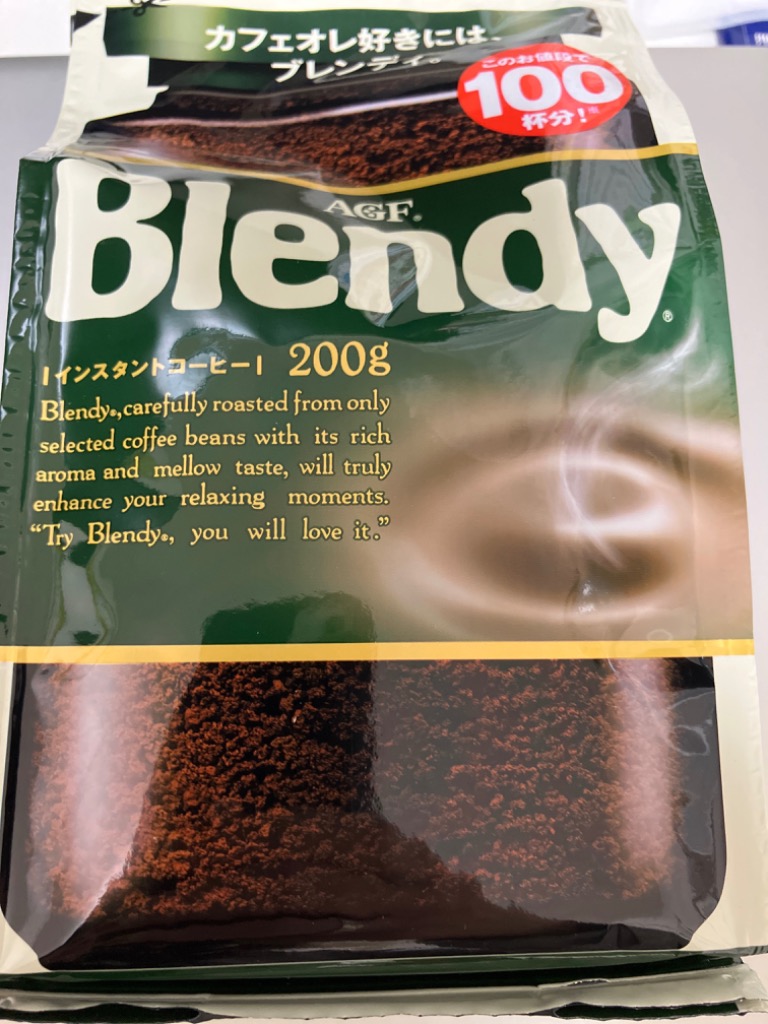 カフェオレ好きには、
ブレンディ。
このお値段で
100
杯分!※
AGF®
Blendy®
インスタントコーヒー 200g
Blendy®,carefully roasted from only
selected coffee beans with its rich
aroma and mellow taste, will truly
enhance your relaxing moments.
“Try Blendy®, you will love it.”